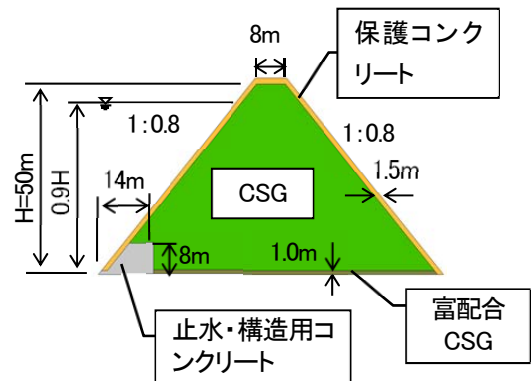 8m
保護コンク
リート
1:0.8
1:0.8
H=50m
0.9H
14m
1.5m
CSG
8m
1.0m
止水・構造用コ
ンクリート
富配合
CSG